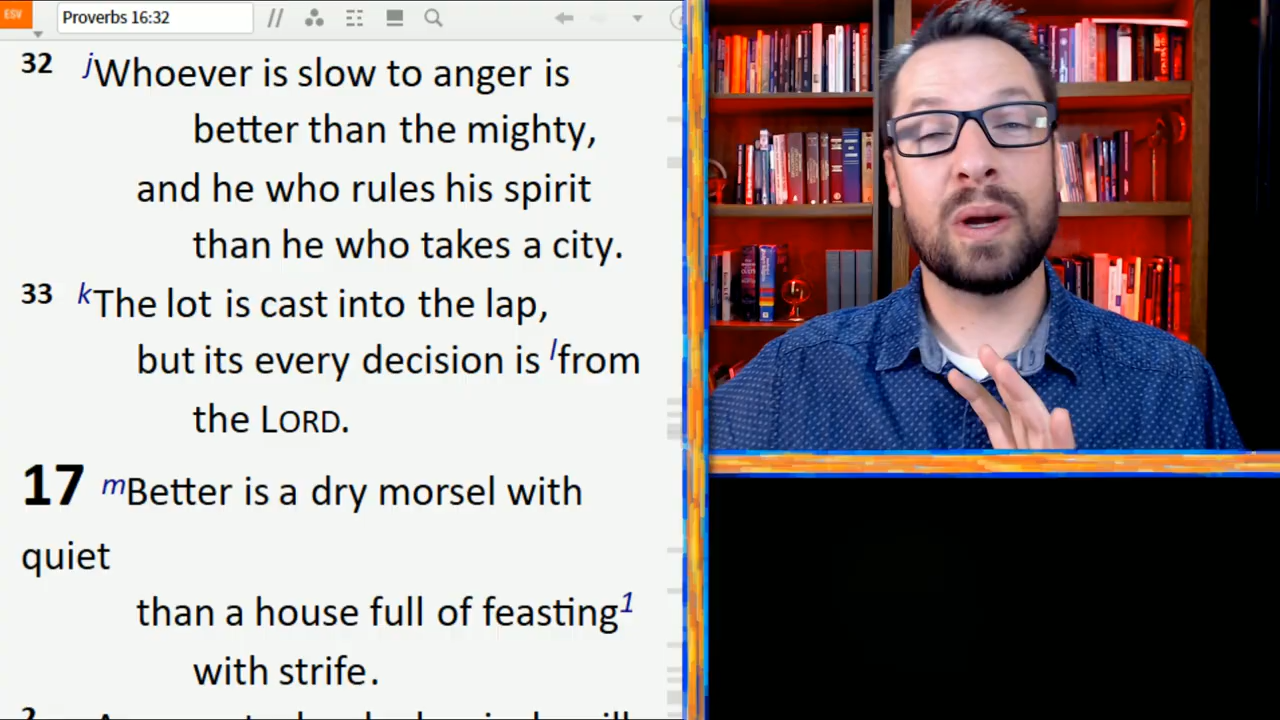 ESV
Proverbs 16:32
32 jWhoever is slow to anger is
better than the mighty,
and he who rules his spirit
than he who takes a city.
33 kThe lot is cast into the lap,
but its every decision is lfrom
the LORD.
17 mBetter is a dry morsel with
quiet
than a house full of feasting1
with strife.
2